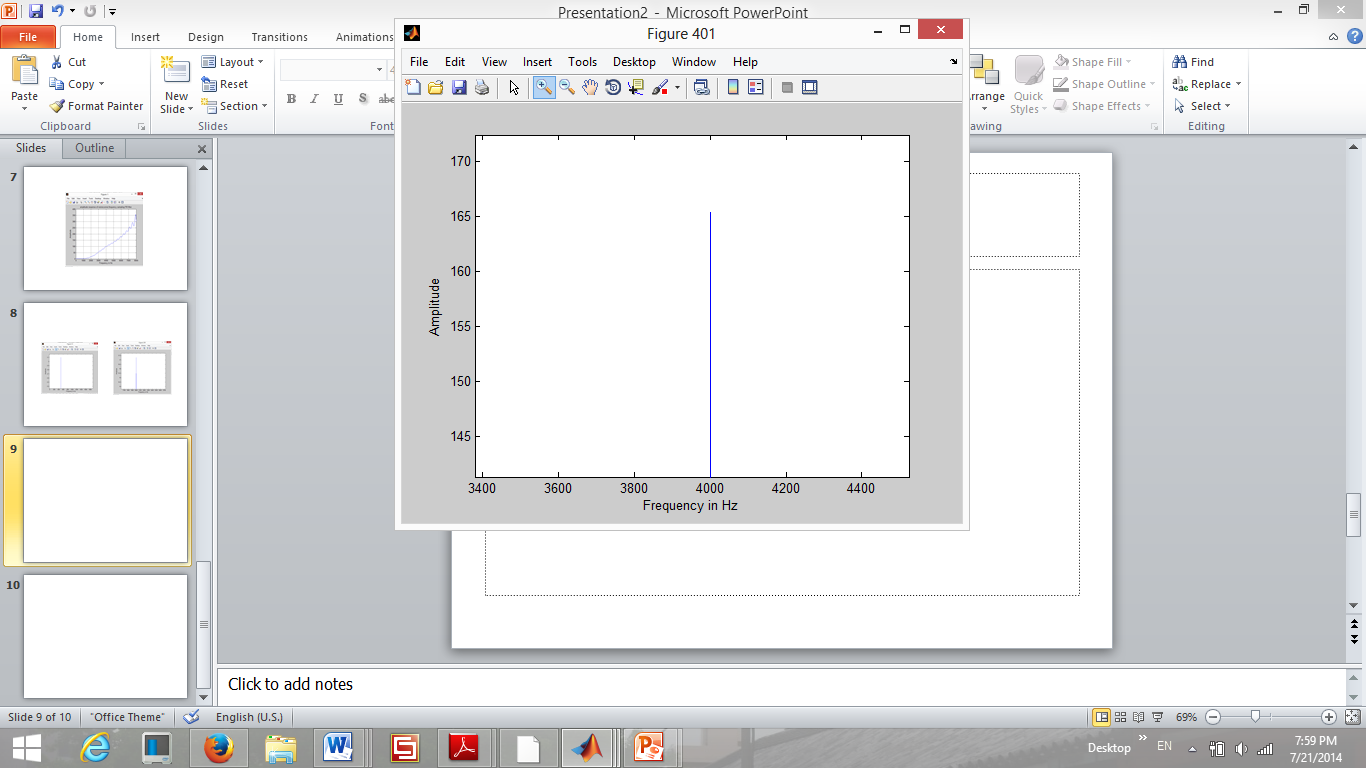 Presentation2 - Microsoft PowerPoint
File Home Insert Design Transitions Animations
Paste
Cut
Copy
Format Painter
Clipboard
New
Slide
Layout
Reset
Section
Slides
B I U S abc
Font
Arrange
Quick
Styles
Shape Fill
Shape Outline
Shape Effects
awing
Find
Replace
Select
Editing
Figure 401
File Edit View Insert Tools Desktop Window Help
170
165
160
155
150
145
Amplitude
3400 3600 3800 4000 4200 4400
Frequency in Hz
Slides Outline
7
8
9
10
Click to add notes
Slide 9 of 10 "Office Theme" English (U.S.) 69%
Desktop EN
7:59 PM
7/21/2014